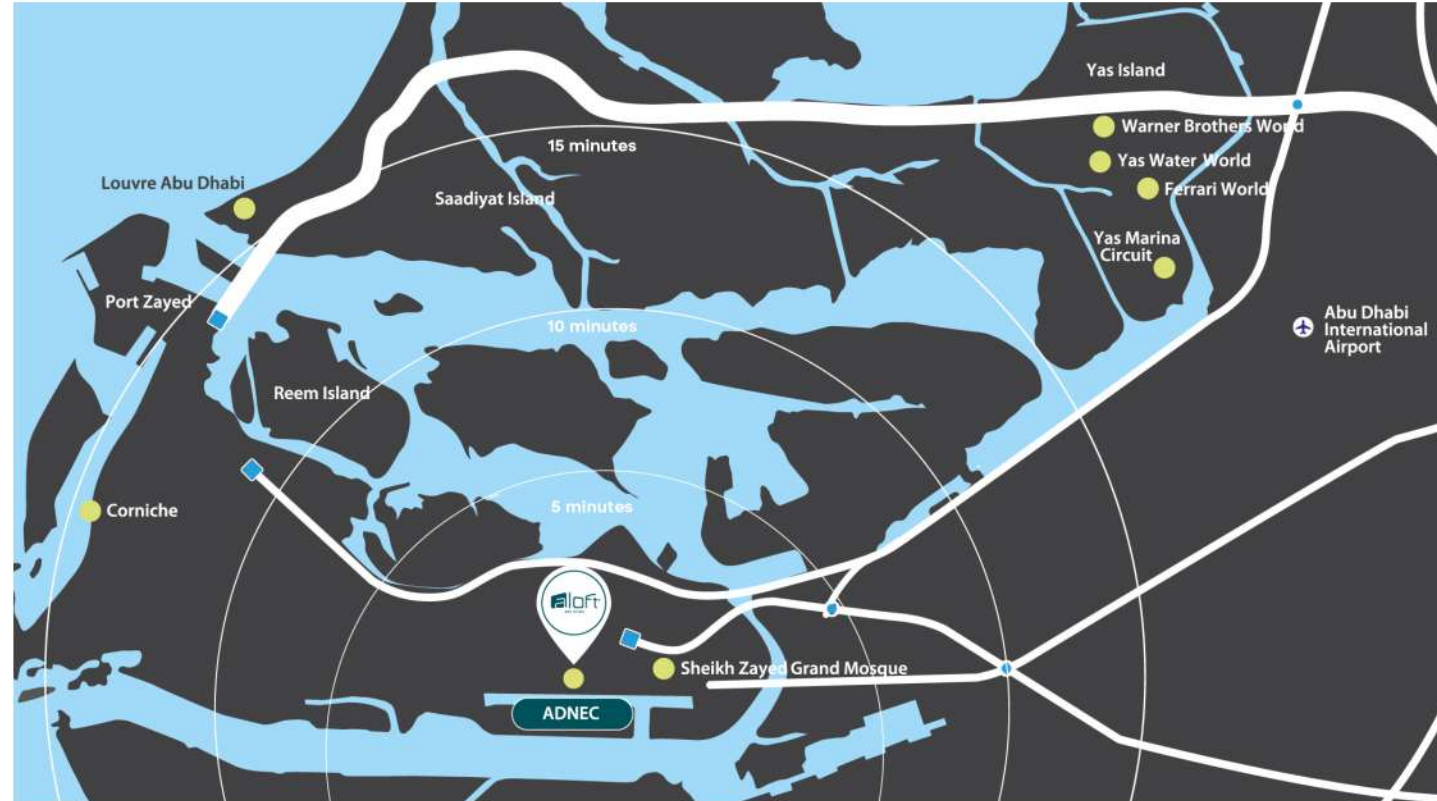 Yas Island
Warner Brothers World
15 minutes
Yas Water World
Louvre Abu Dhabi
Ferrari World
Saadiyat Island
Yas Marina
Circuit
Port Zayed
Abu Dhabi
International
Airport
10 minutes
Reem Island
5 minutes
Corniche
aloft
Sheikh Zayed Grand Mosque
ADNEC